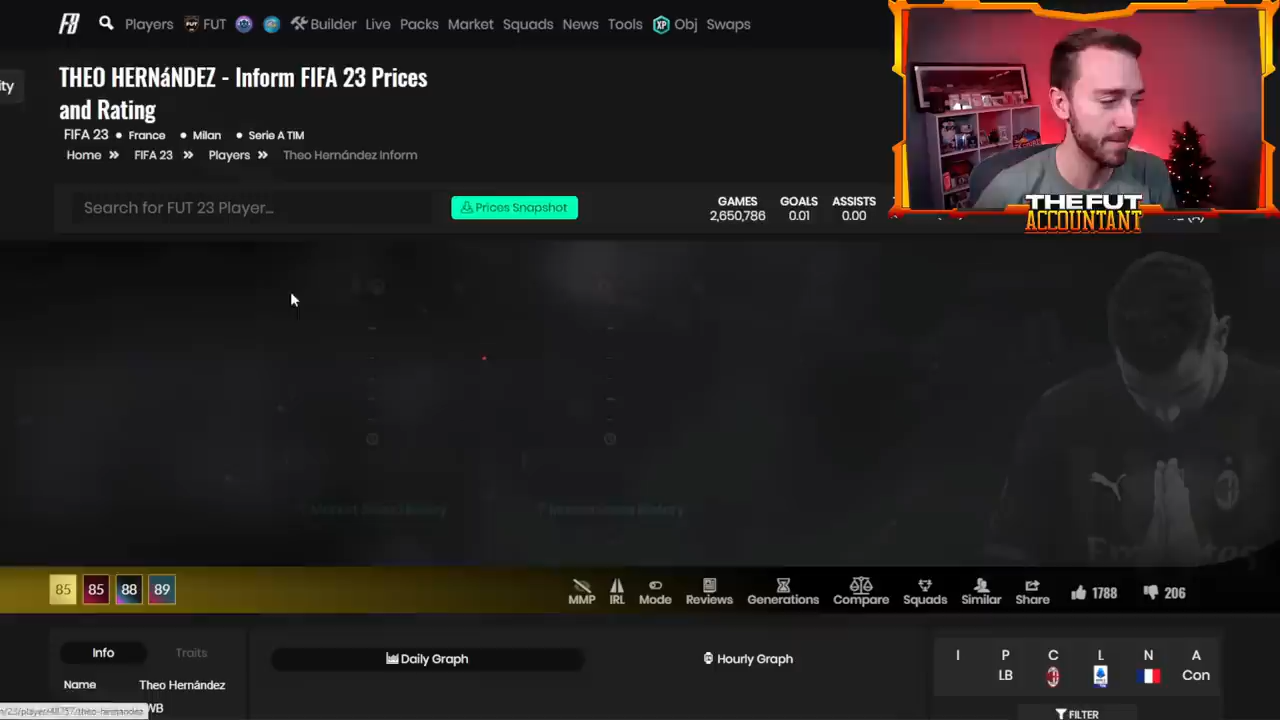 F8 Players FUT Builder Live Packs Market Squads News Tools XP Obj Swaps
ity
THEO HERNáNDEZ - Inform FIFA 23 Prices
and Rating
FIFA 23 • France • Milan • Serie A TIM
Home » FIFA 23 » Players » Theo Hernández Inform
Search for FUT 23 Player...
Prices Snapshot
GAMES GOALS ASSISTS
2,650,786 0.01 0.00
THE FUT
ACCOUNTANT
85 85 88 89
MMP IRL Mode Reviews Generations Compare Squads Similar Share 1788 206
Info Traits
Daily Graph
Hourly Graph
I P C L N A
LB Con
Name Theo Hernández
WB
FILTER